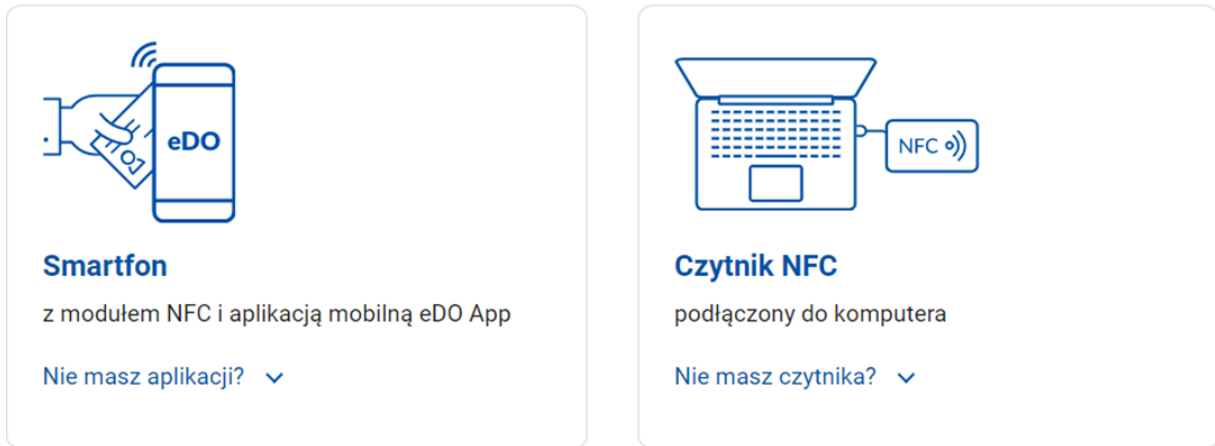 eDO
Smartfon
z modułem NFC i aplikacją mobilną eDO App
Nie masz aplikacji?
NFC
Czytnik NFC
podłączony do komputera
Nie masz czytnika?